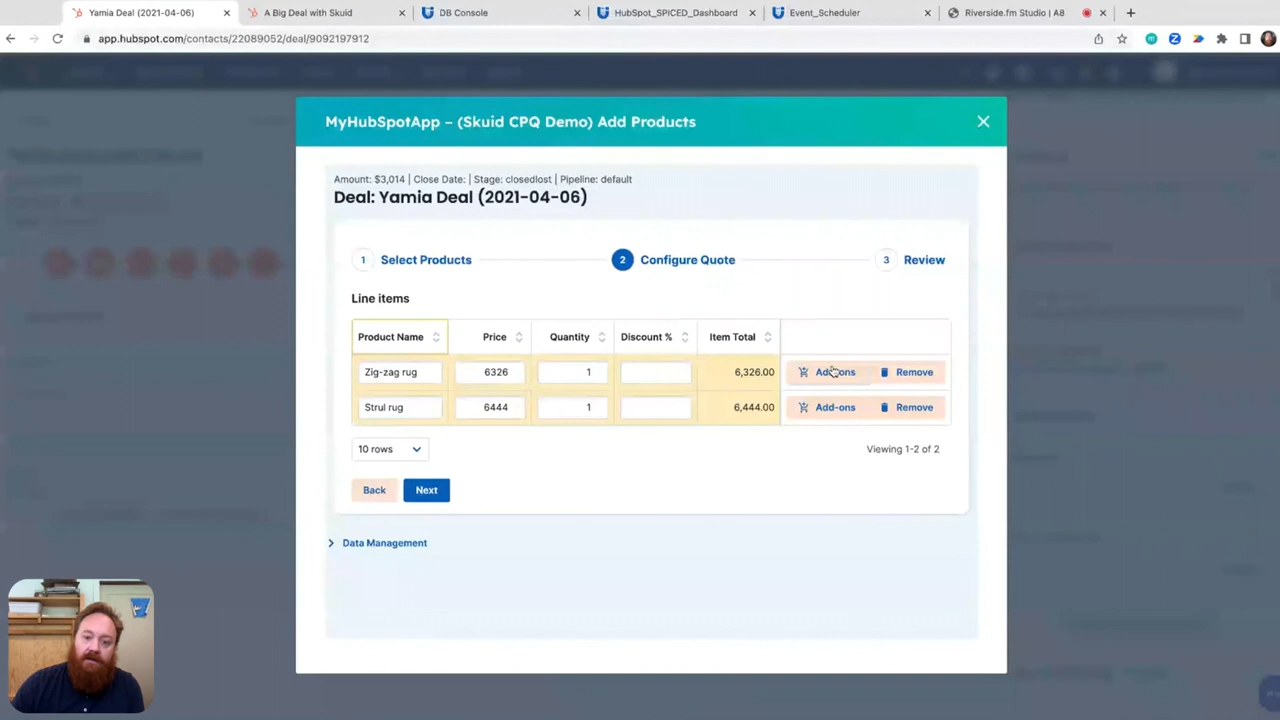 Yamia Deal (2021-04-06)
A Big Deal with Skuid
DB Console
HubSpot_SPICED_Dashboard
Event_Scheduler
Riverside.fm Studio | A8
app.hubspot.com/contacts/22089052/deal/9092197912
MyHubSpotApp – (Skuid CPQ Demo) Add Products
Amount: $3,014 | Close Date: | Stage: closedlost | Pipeline: default
Deal: Yamia Deal (2021-04-06)
1 Select Products
2 Configure Quote
3 Review
Line items
Product Name Price Quantity Discount % Item Total
Zig-zag rug 6326 1 6,326.00 Add-ons Remove
Strul rug 6444 1 6,444.00 Add-ons Remove
10 rows
Viewing 1-2 of 2
Back Next
Data Management